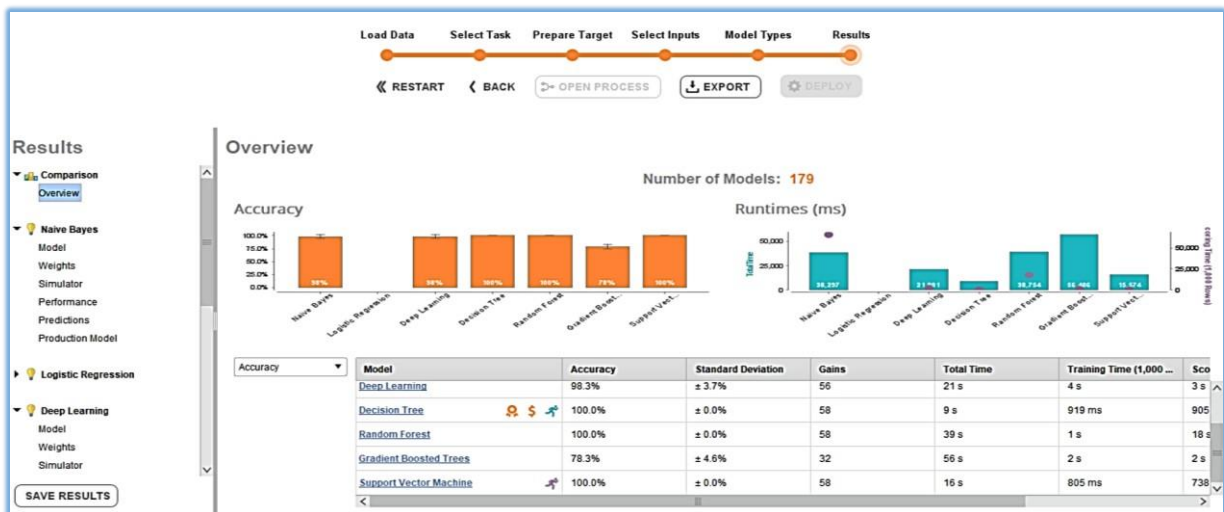 Load Data Select Task Prepare Target Select Inputs Model Types Results
RESTART BACK OPEN PROCESS EXPORT DEPLOY
Results
Comparison
Overview
Naive Bayes
Model
Weights
Simulator
Performance
Predictions
Production Model
Logistic Regression
Deep Learning
Model
Weights
Simulator
SAVE RESULTS
Overview
Number of Models: 179
Accuracy
100.0%
75.0%
50.0%
25.0%
0.0%
98% 98% 100% 100% 78% 100%
Naive Bayes Logistic Regression Deep Learning Decision Tree Random Forest Gradient Boost... Support Vect...
Runtimes (ms)
Total Time
50,000
25,000
0
50,000
25,000
0
oring Time (1,000 Rows)
Naive Bayes Logistic Regression Deep Learning Decision Tree Random Forest Gradient Boost... Support Vect...
Accuracy
Model Accuracy Standard Deviation Gains Total Time Training Time (1,000 ... Sco
Deep Learning 98.3% ± 3.7% 56 21 s 4 s 3 s
Decision Tree $ 100.0% ± 0.0% 58 9 s 919 ms 905
Random Forest 100.0% ± 0.0% 58 39 s 1 s 18 s
Gradient Boosted Trees 78.3% ± 4.6% 32 56 s 2 s 2 s
Support Vector Machine 100.0% ± 0.0% 58 16 s 805 ms 738